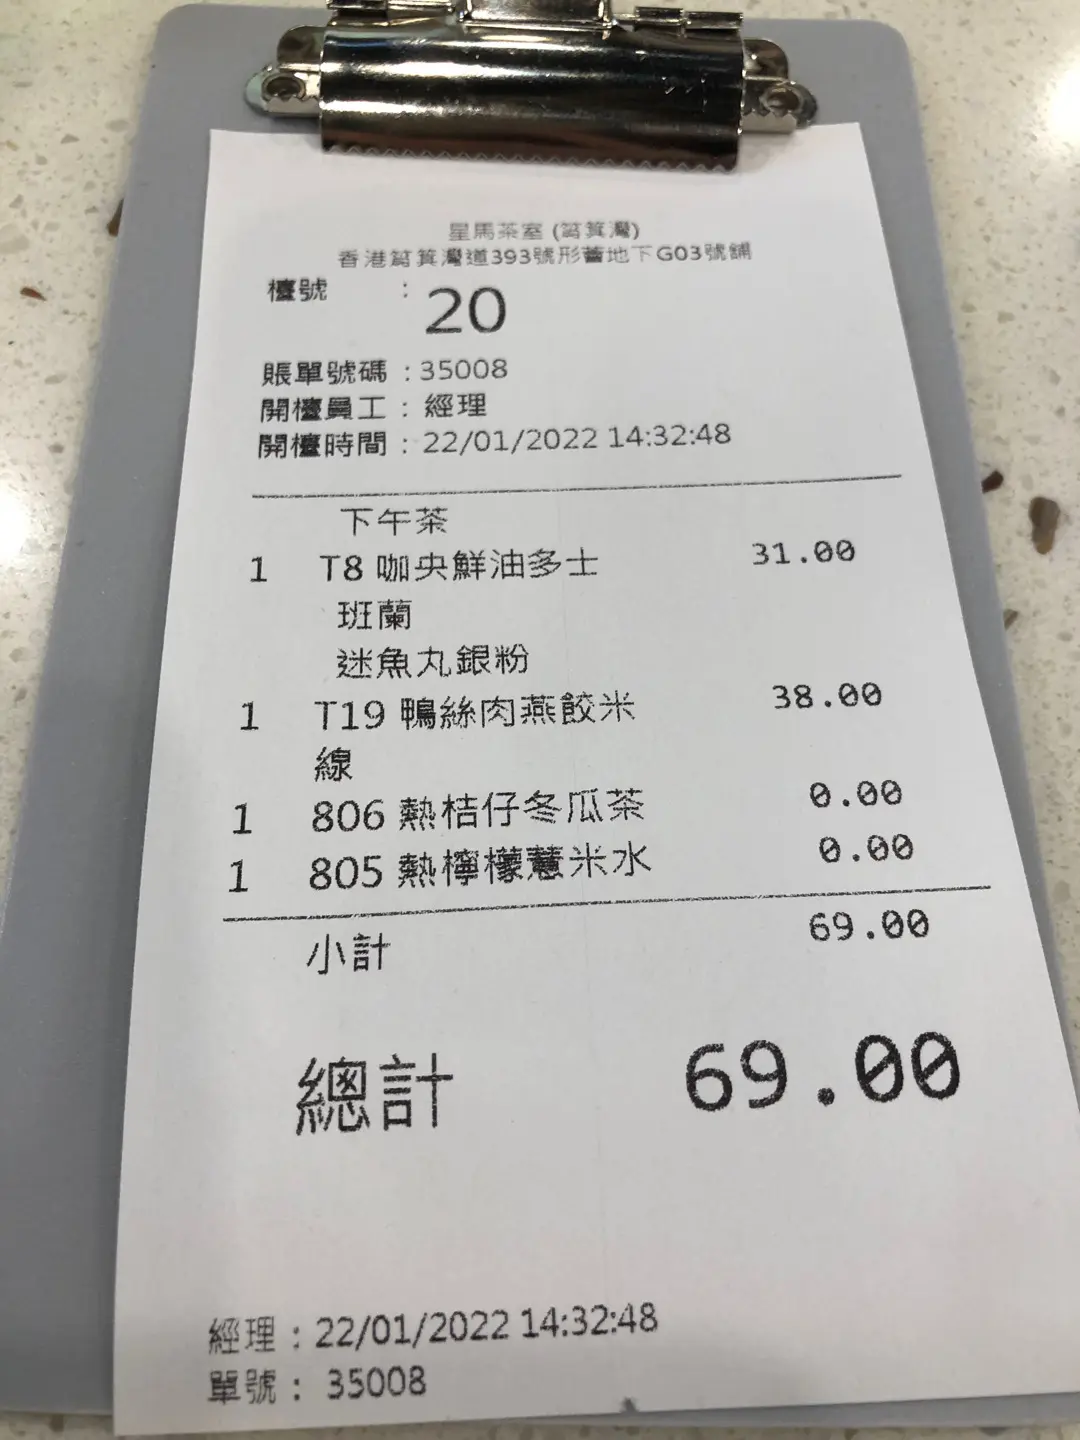 星馬茶室 (筲箕灣)
香港筲箕灣道393號形薈地下G03號舖
檯號 : 20
賬單號碼 : 35008
開檯員工 : 經理
開檯時間 : 22/01/2022 14:32:48
下午茶
1 T8 咖央鮮油多士 31.00
班蘭
迷魚丸銀粉
1 T19 鴨絲肉燕餃米 38.00
線
1 806 熱桔仔冬瓜茶 0.00
1 805 熱檸檬薏米水 0.00
小計 69.00
總計 69.00
經理 : 22/01/2022 14:32:48
單號 : 35008